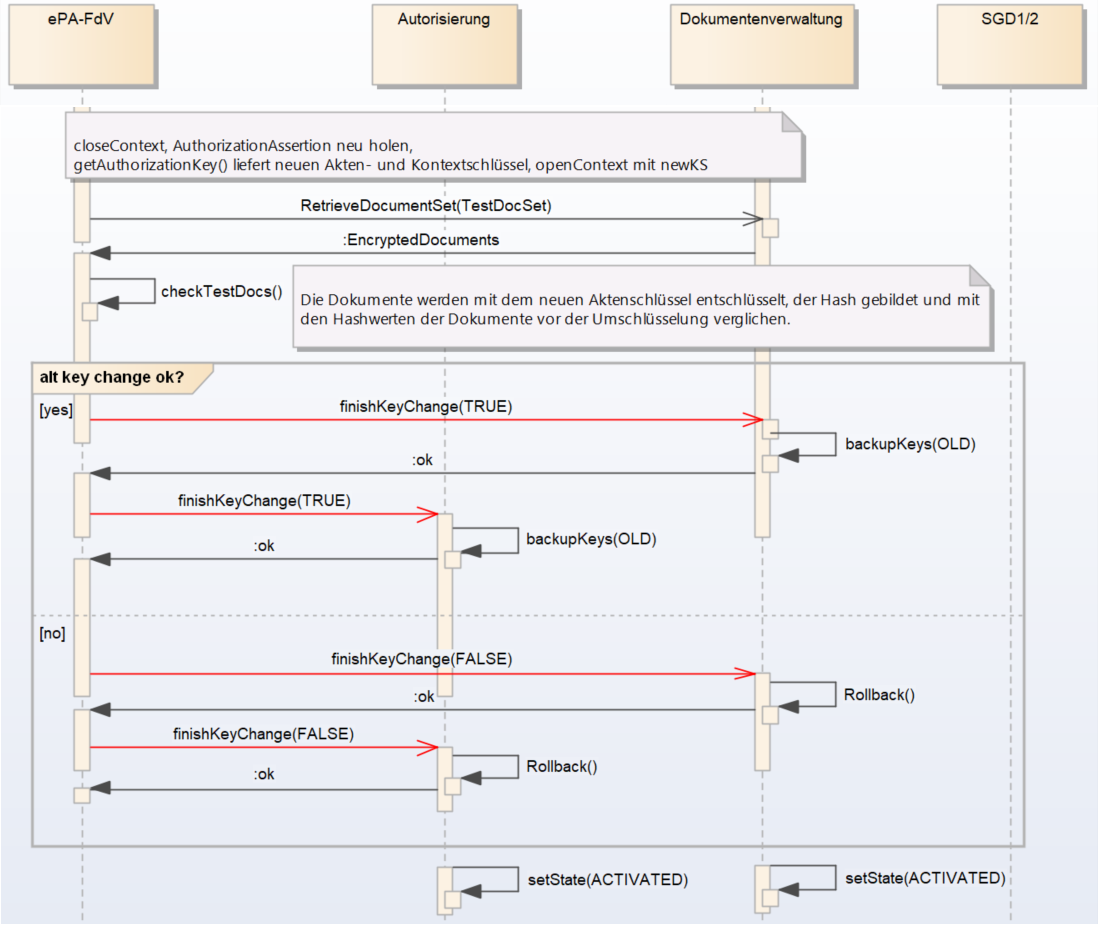 ePA-FdV
Autorisierung
Dokumentenverwaltung
SGD1/2
closeContext, AuthorizationAssertion neu holen,
getAuthorizationKey() liefert neuen Akten- und Kontextschlüssel, openContext mit newKS
RetrieveDocumentSet(TestDocSet)
:EncryptedDocuments
checkTestDocs()
Die Dokumente werden mit dem neuen Aktenschlüssel entschlüsselt, der Hash gebildet und mit
den Hashwerten der Dokumente vor der Umschlüsselung verglichen.
alt key change ok?
[yes]
finishKeyChange(TRUE)
backupKeys(OLD)
:ok
finishKeyChange(TRUE)
backupKeys(OLD)
:ok
[no]
finishKeyChange(FALSE)
Rollback()
:ok
finishKeyChange(FALSE)
Rollback()
:ok
setState(ACTIVATED)
setState(ACTIVATED)